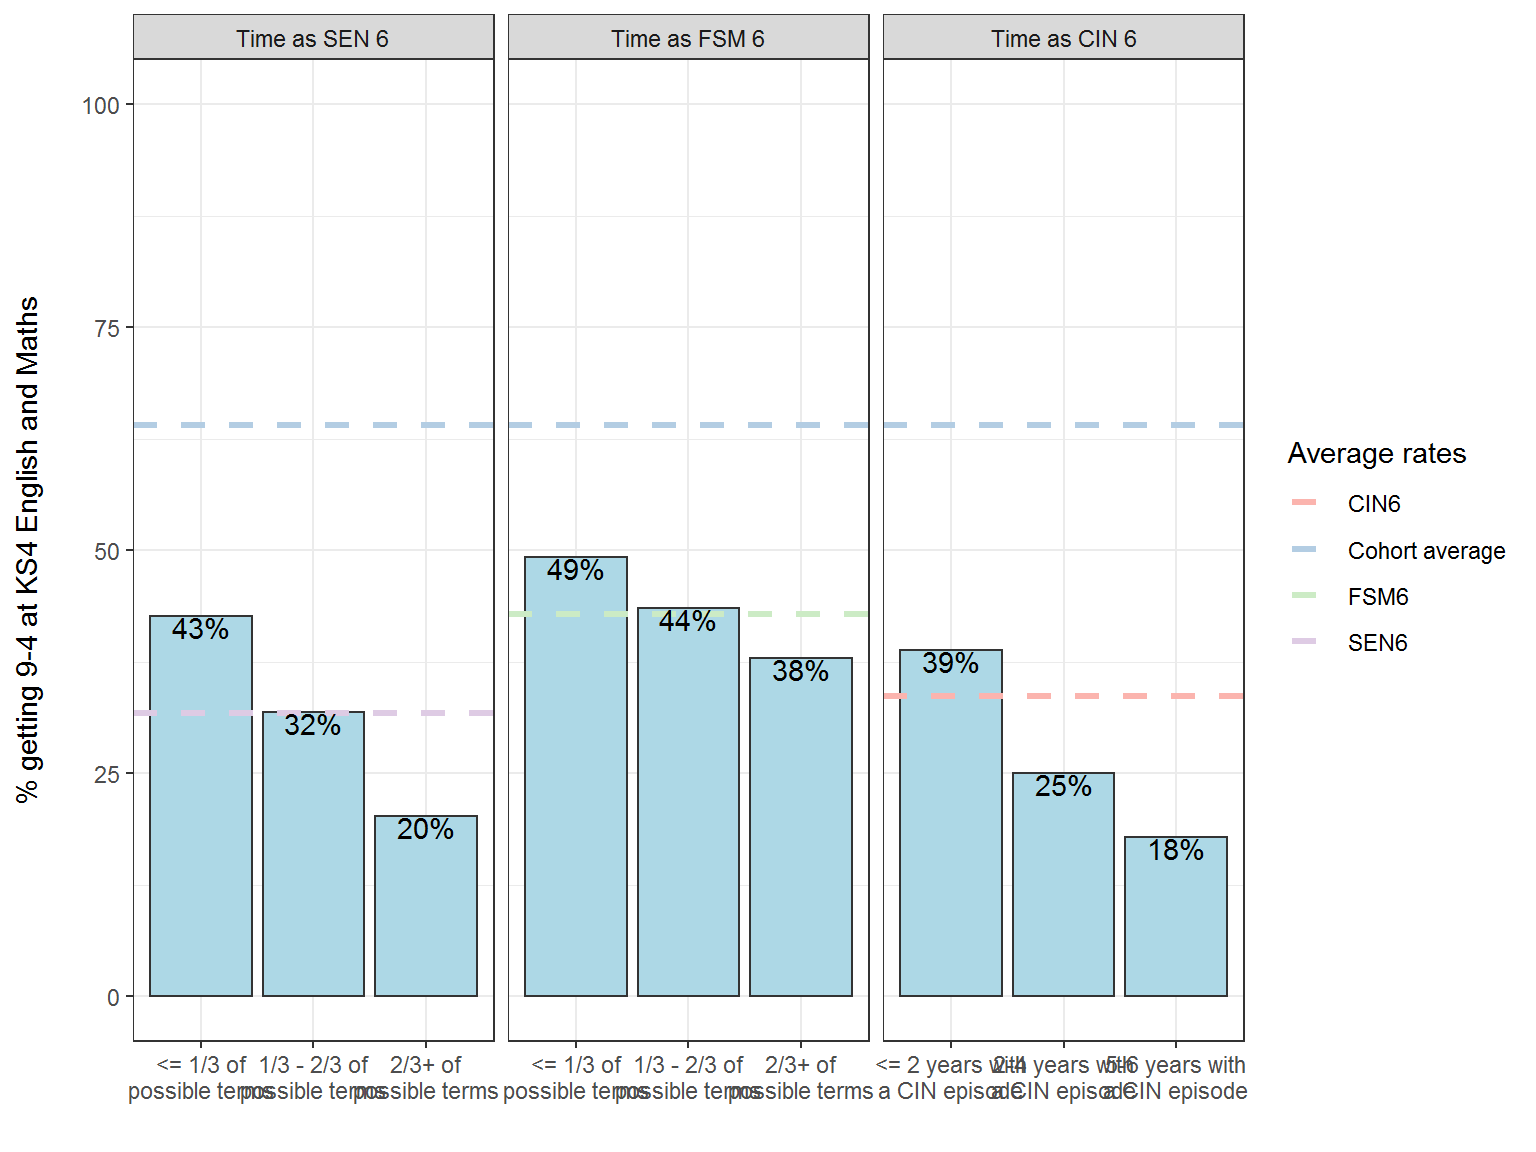 Time as SEN 6
Time as FSM 6
Time as CIN 6
% getting 9-4 at KS4 English and Maths
100
75
50
25
0
43%
32%
20%
49%
44%
38%
39%
25%
18%
<= 1/3 of
possible terms
1/3 - 2/3 of
possible terms
2/3+ of
possible terms
<= 1/3 of
possible terms
1/3 - 2/3 of
possible terms
2/3+ of
possible terms
<= 2 years with
a CIN episode
2-4 years with
a CIN episode
5-6 years with
a CIN episode
Average rates
CIN6
Cohort average
FSM6
SEN6